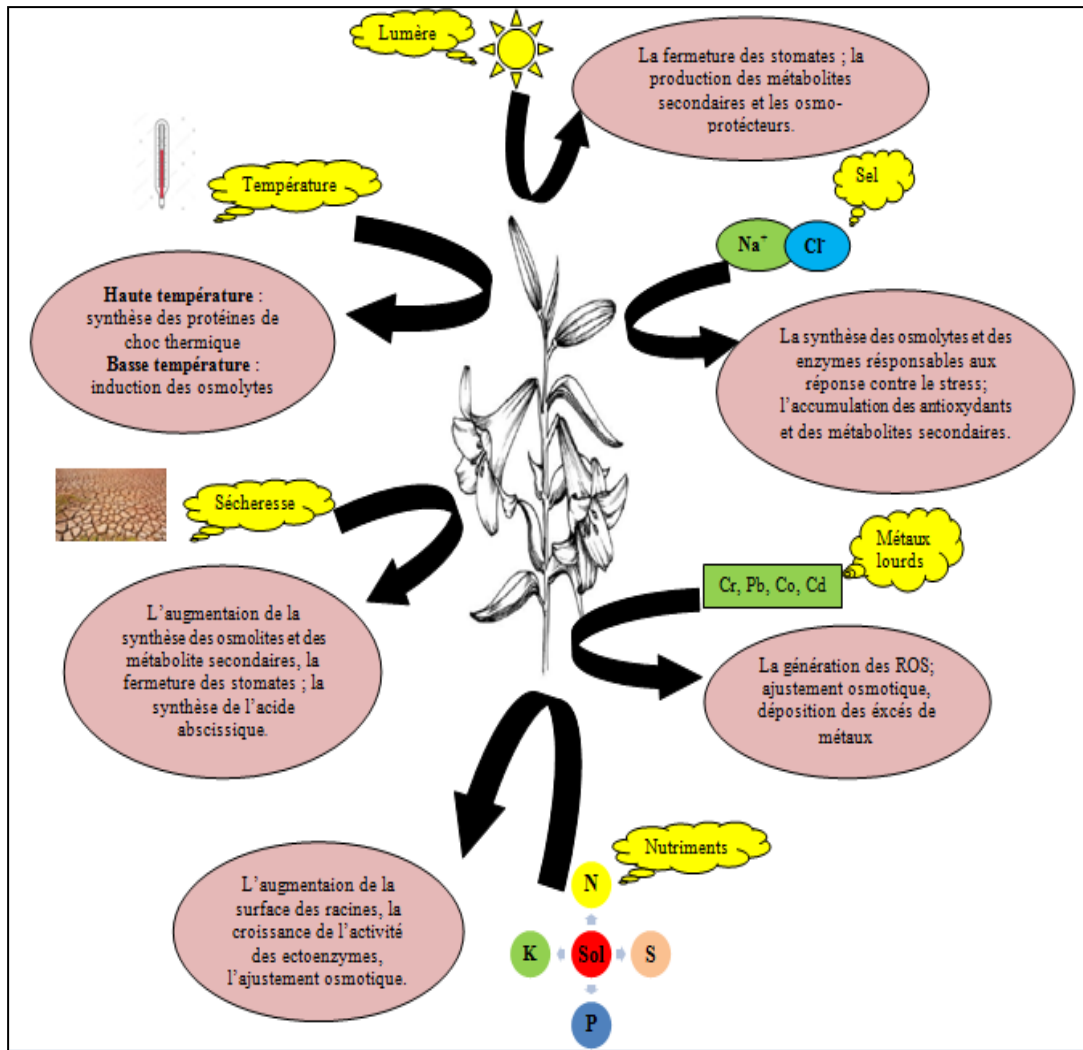 Lumère
La fermeture des stomates ; la
production des métabolites
secondaires et les osmo-
protécteurs.
Température
Haute température :
synthèse des protéines de
choc thermique
Basse température :
induction des osmolytes
Sel
Na⁺
Cl⁻
La synthèse des osmolytes et des
enzymes résponsables aux
réponse contre le stress;
l’accumulation des antioxydants
et des métabolites secondaires.
Sécheresse
L’augmentaion de la
synthèse des osmolites et des
métabolite secondaires, la
fermeture des stomates ; la
synthèse de l’acide
abscissique.
Métaux
lourds
Cr, Pb, Co, Cd
La génération des ROS;
ajustement osmotique,
déposition des éxcés de
métaux
Nutriments
L’augmentaion de la
surface des racines, la
croissance de l’activité
des ectoenzymes,
l’ajustement osmotique.
N
K
Sol
S
P